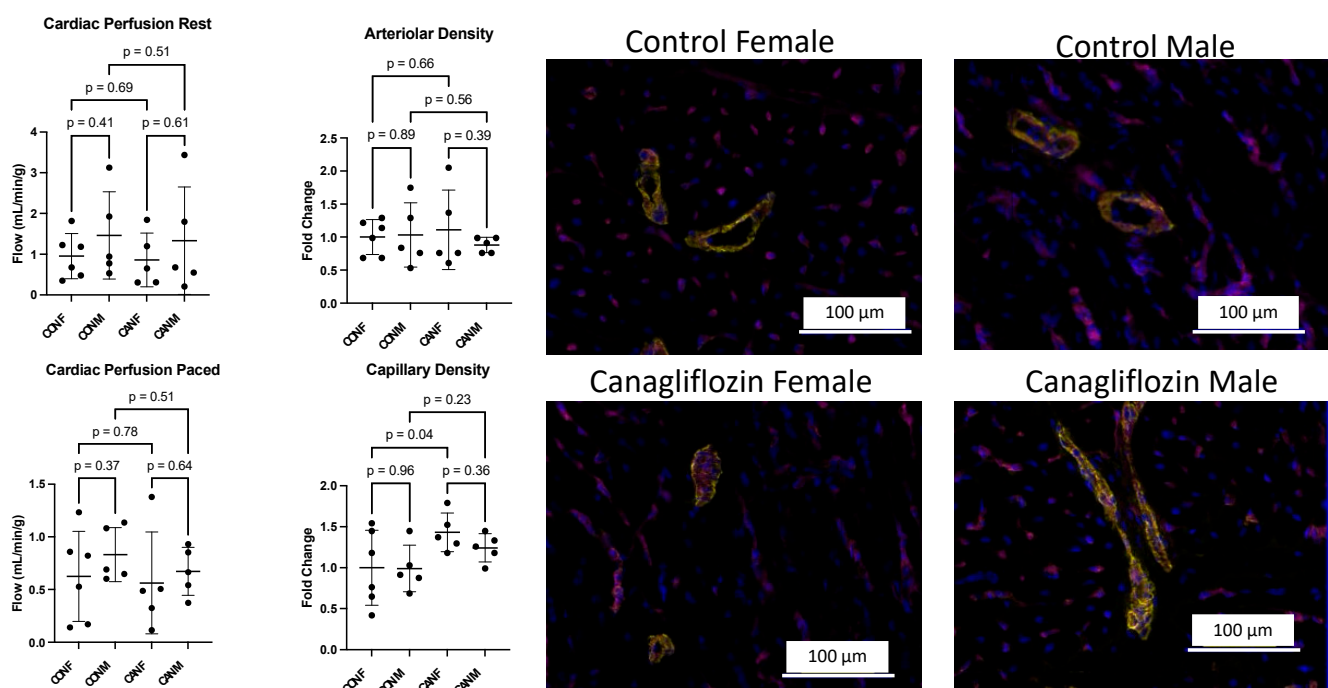 Cardiac Perfusion Rest
p = 0.51
p = 0.69
p = 0.41
p = 0.61
Flow (mL/min/g)
4
3
2
1
0
CONF
CONM
CANF
CANM
Arteriolar Density
p = 0.66
p = 0.56
p = 0.89
p = 0.39
Fold Change
2.5
2.0
1.5
1.0
0.5
0.0
CONF
CONM
CANF
CANM
Control Female
100 µm
Control Male
100 µm
Cardiac Perfusion Paced
p = 0.51
p = 0.78
p = 0.37
p = 0.64
Flow (mL/min/g)
1.5
1.0
0.5
0.0
CONF
CONM
CANF
CANM
Capillary Density
p = 0.23
p = 0.04
p = 0.96
p = 0.36
Fold Change
2.0
1.5
1.0
0.5
0.0
CONF
CONM
CANF
CANM
Canagliflozin Female
100 µm
Canagliflozin Male
100 µm